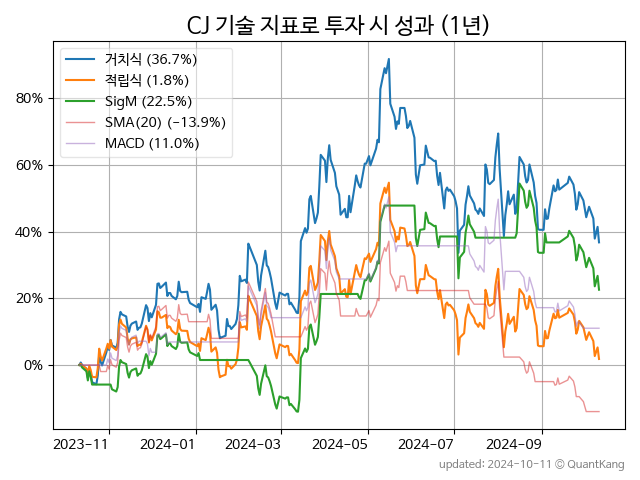 CJ 기술 지표로 투자 시 성과 (1년)
거치식 (36.7%)
적립식 (1.8%)
SigM (22.5%)
SMA(20) (−13.9%)
MACD (11.0%)
80%
60%
40%
20%
0%
2023-11 2024-01 2024-03 2024-05 2024-07 2024-09
updated: 2024-10-11 © QuantKang